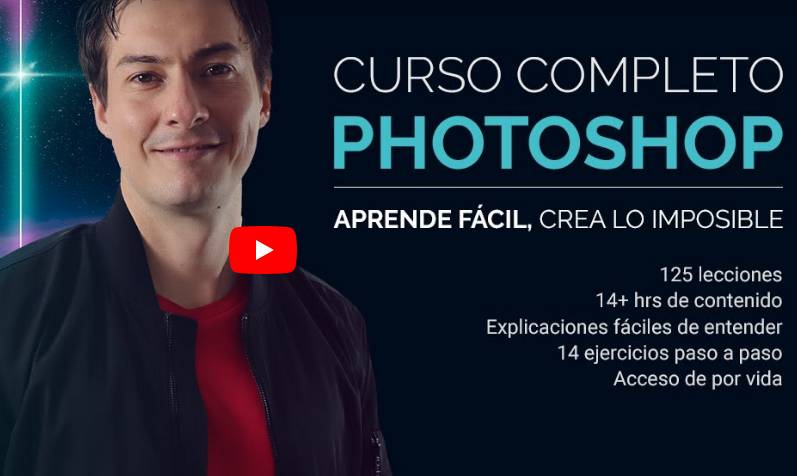 CURSO COMPLETO
PHOTOSHOP
APRENDE FÁCIL, CREA LO IMPOSIBLE
125 lecciones
14+ hrs de contenido
Explicaciones fáciles de entender
14 ejercicios paso a paso
Acceso de por vida